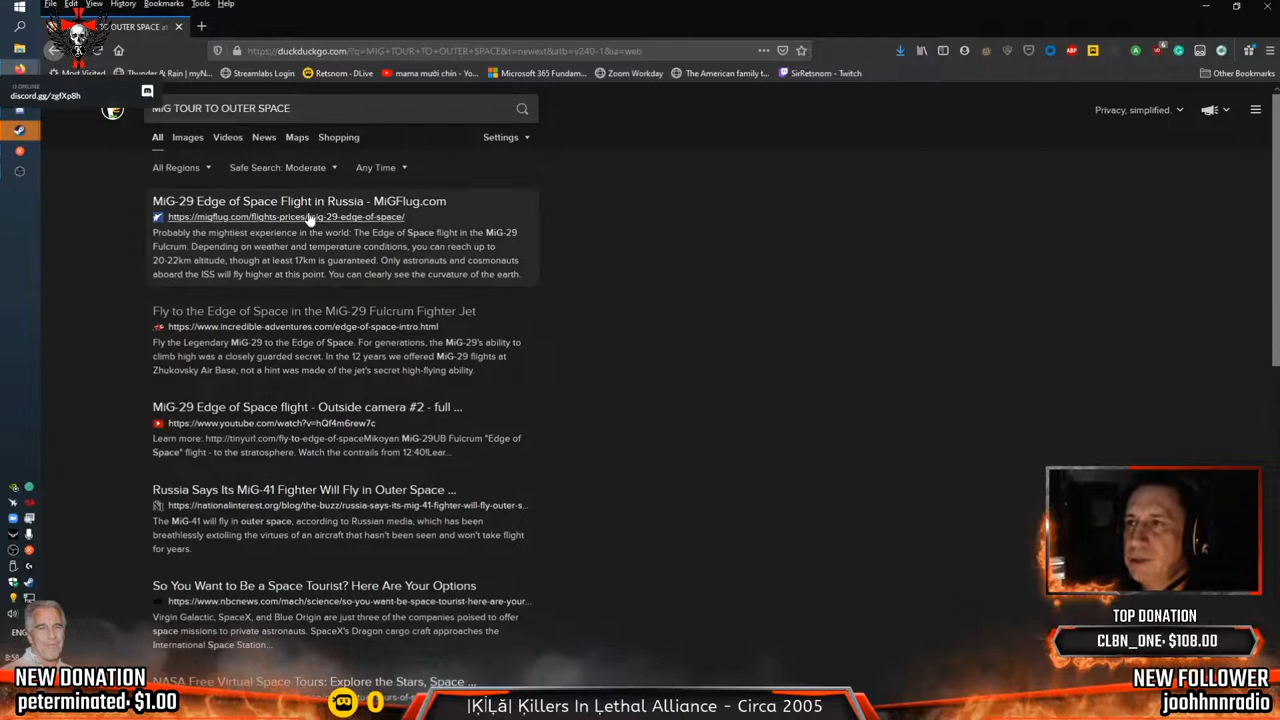 File Edit View History Bookmarks Tools Help
TO OUTER SPACE at
https://duckduckgo.com/?q=MIG+TOUR+TO+OUTER+SPACE&t=newext&atb=v240-1&ia=web
Most Visited Thunder & Rain | myN... Streamlabs Login Retsnom - DLive mama muti chin - Yo... Microsoft 365 Fundam... Zoom Workday The American Journal... SirRetsnom - Twitch Other Bookmarks
0 ONLINE
discord.gg/zgfXp8h
MIG TOUR TO OUTER SPACE
Privacy, simplified.
All Images Videos News Maps Shopping Settings
All Regions Safe Search: Moderate Any Time
MiG-29 Edge of Space Flight in Russia - MiGFlug.com
https://migflug.com/flights-prices/mig-29-edge-of-space/
Probably the mightiest experience in the world: The Edge of Space flight in the MiG-29
Fulcrum. Depending on weather and temperature conditions, you can reach up to
20-22km altitude, though at least 17km is guaranteed. Only astronauts and cosmonauts
aboard the ISS will fly higher at this point. You can clearly see the curvature of the earth.
Fly to the Edge of Space in the MiG-29 Fulcrum Fighter Jet
https://www.incredible-adventures.com/edge-of-space-intro.html
Fly the Legendary MiG-29 to the Edge of Space. For generations, the MiG-29's ability to
climb high was a closely guarded secret. In the 12 years we offered MiG-29 flights at
Zhukovsky Air Base, not a hint was made of the jet's secret high-flying ability.
MiG-29 Edge of Space flight - Outside camera #2 - full ...
https://www.youtube.com/watch?v=hQf4m6rew7c
Learn more: http://tinyurl.com/fly-to-edge-of-spaceMikoyan MiG-29UB Fulcrum "Edge of
Space" flight - to the stratosphere. Watch the contrails from 12:40!Lear...
Russia Says Its MiG-41 Fighter Will Fly in Outer Space ...
https://nationalinterest.org/blog/the-buzz/russia-says-its-mig-41-fighter-will-fly-outer-s...
The MiG-41 will fly in outer space, according to Russian media, which has been
breathlessly extolling the virtues of an aircraft that hasn't been seen and won't take flight
for years.
So You Want to Be a Space Tourist? Here Are Your Options
https://www.nbcnews.com/mach/science/so-you-want-be-space-tourist-here-are-your...
Virgin Galactic, SpaceX, and Blue Origin are just three of the companies poised to offer
space missions to private astronauts. SpaceX's Dragon cargo craft approaches the
International Space Station...
NASA Free Virtual Space Tours: Explore the Stars, Space ...
ENG
8:58
TOP DONATION
CL8N_ONE: $108.00
NEW DONATION
peterminated: $1.00
0
|ĶİĻå| Ķillers In Ļethal Alliance - Circa 2005
NEW FOLLOWER
joohhnnradio